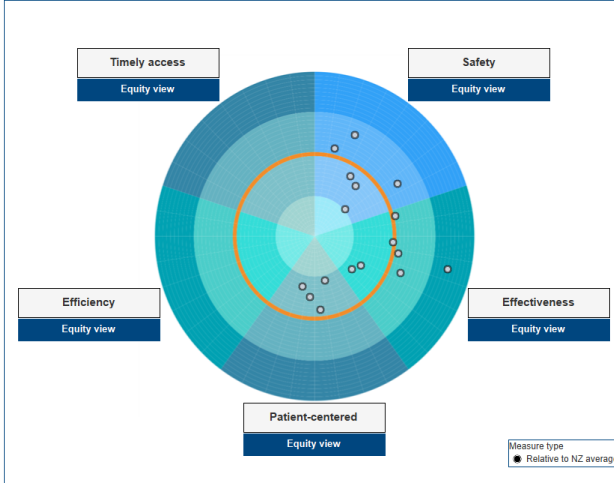 Timely access
Equity view
Safety
Equity view
Efficiency
Equity view
Effectiveness
Equity view
Patient-centered
Equity view
Measure type
Relative to NZ average